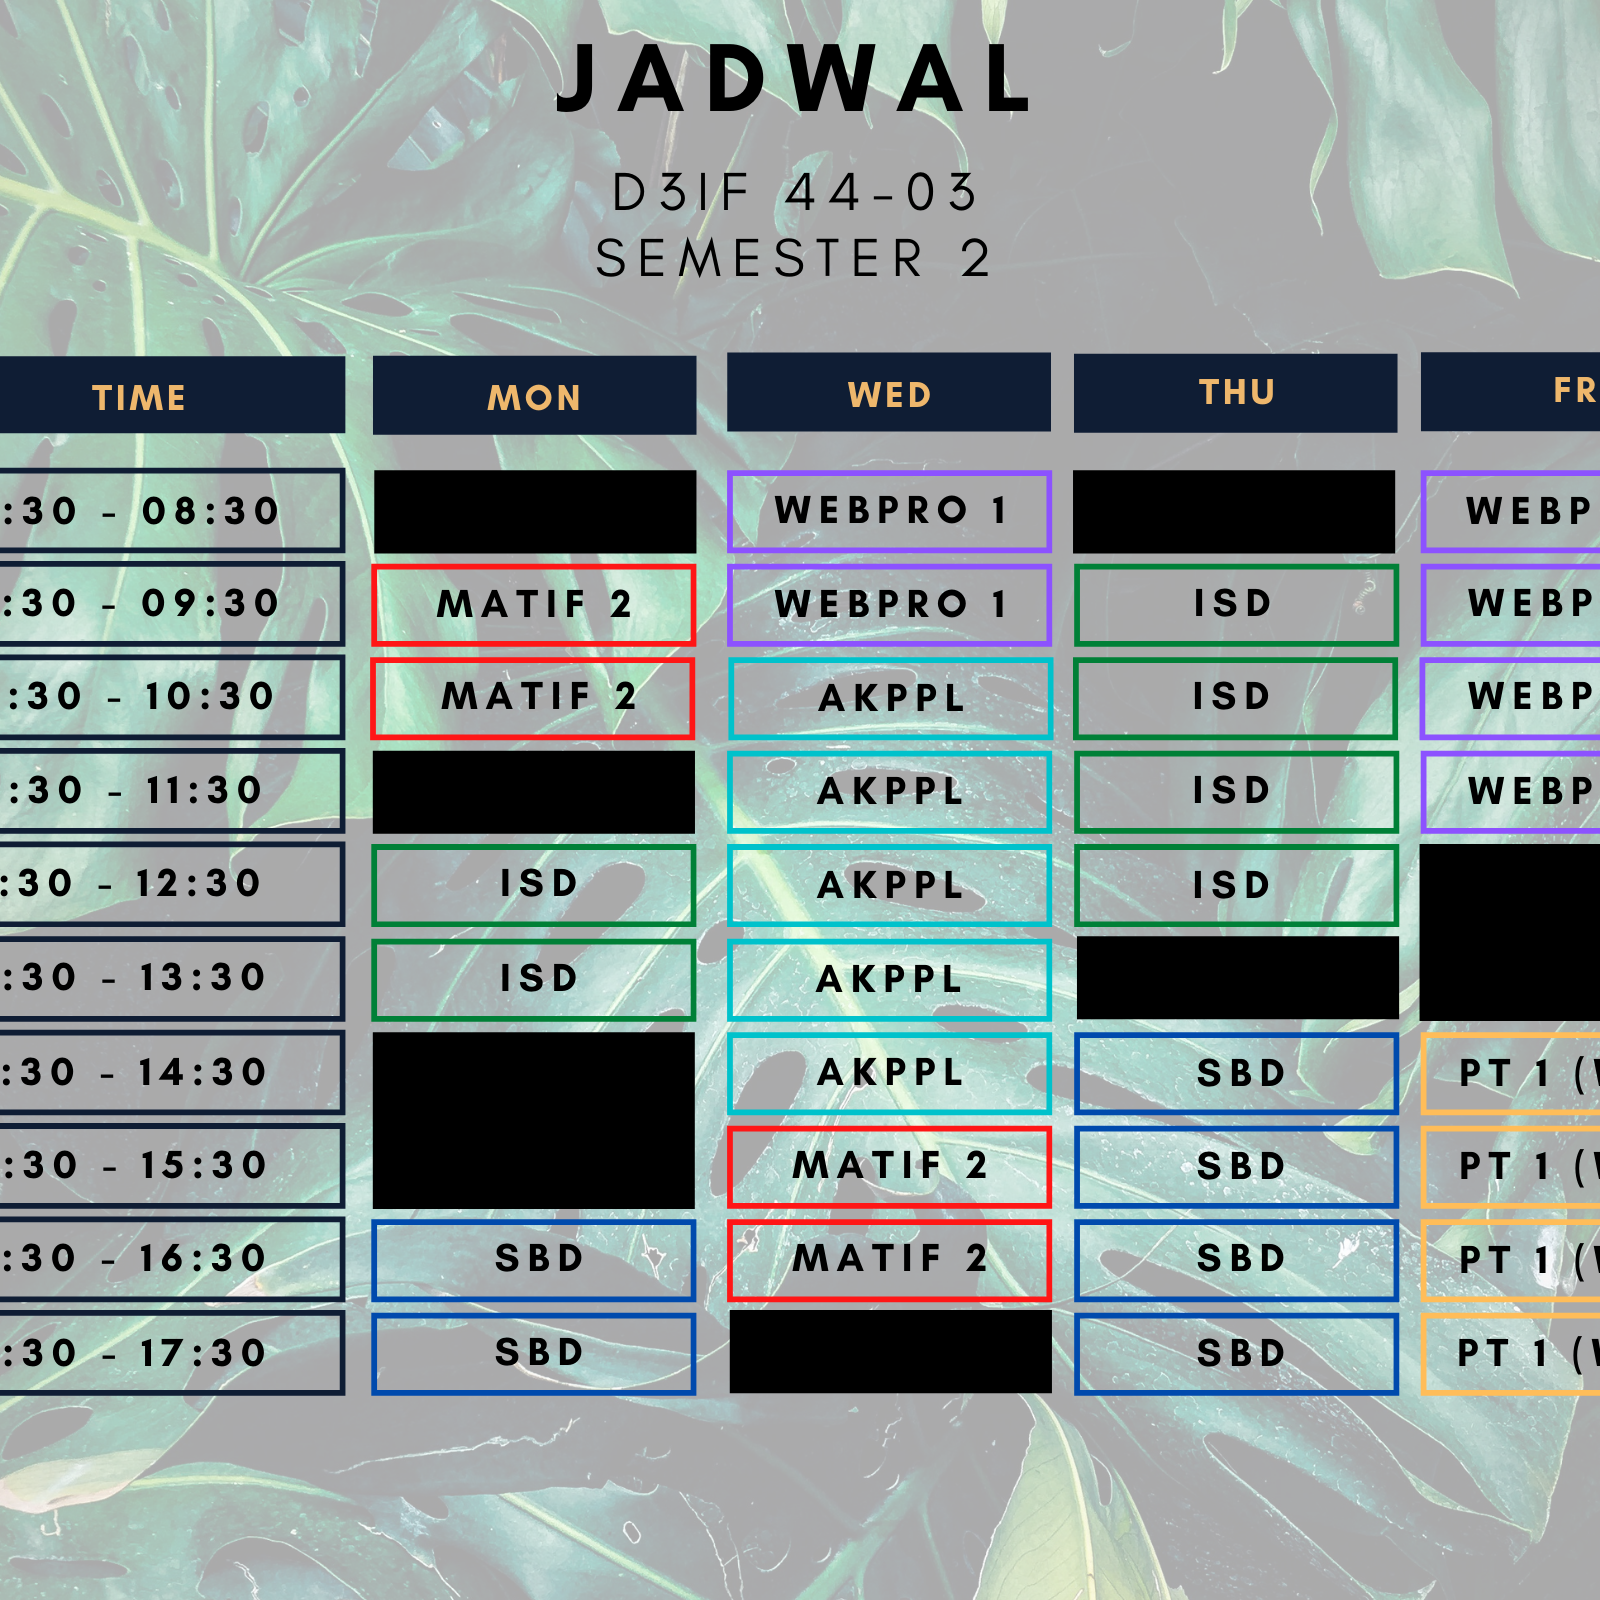 JADWAL
D3IF 44-03
SEMESTER 2
TIME MON WED THU FR
:30 - 08:30 WEBPRO 1 WEBP
:30 - 09:30 MATIF 2 WEBPRO 1 ISD WEBP
:30 - 10:30 MATIF 2 AKPPL ISD WEBP
:30 - 11:30 AKPPL ISD WEBP
:30 - 12:30 ISD AKPPL ISD
:30 - 13:30 ISD AKPPL
:30 - 14:30 AKPPL SBD PT 1 (
:30 - 15:30 MATIF 2 SBD PT 1 (
:30 - 16:30 SBD MATIF 2 SBD PT 1 (
:30 - 17:30 SBD SBD PT 1 (